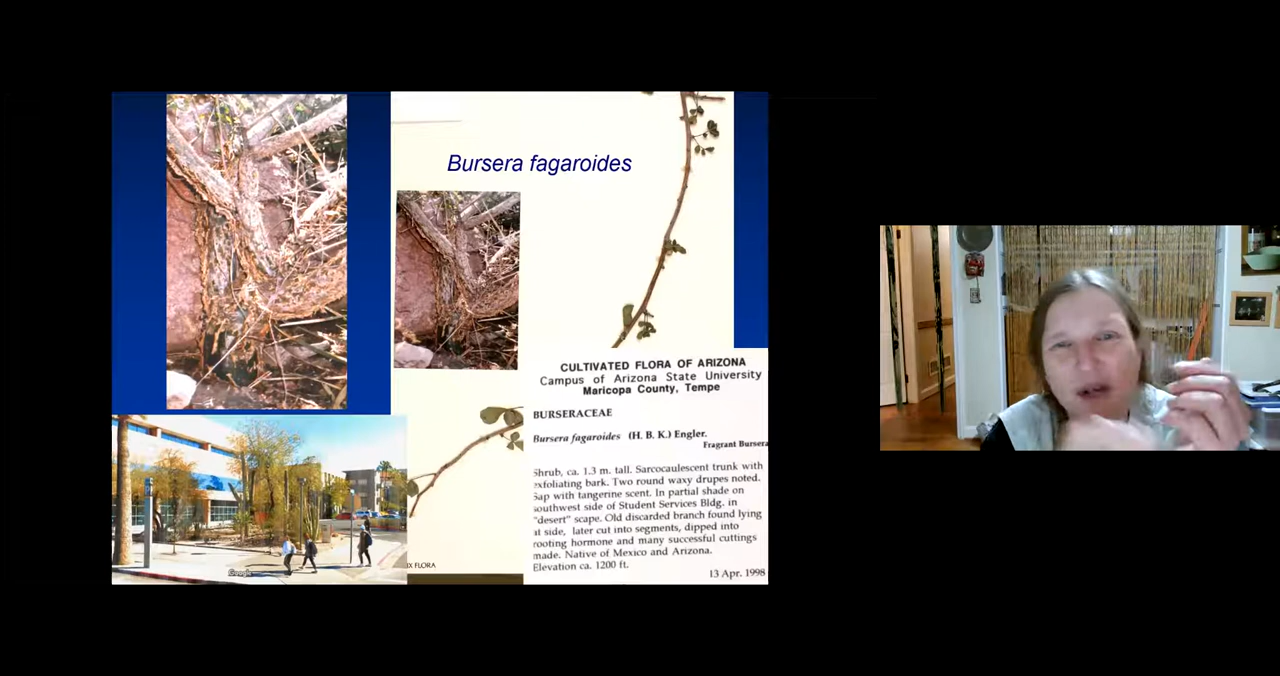 Bursera fagaroides
CULTIVATED FLORA OF ARIZONA
Campus of Arizona State University
Maricopa County, Tempe
BURSERACEAE
Bursera fagaroides (H. B. K.) Engler.
Fragrant Bursera
Shrub, ca. 1.3 m. tall. Sarcocaulescent trunk with
exfoliating bark. Two round waxy drupes noted.
Sap with tangerine scent. In partial shade on
southwest side of Student Services Bldg. in
"desert" scape. Old discarded branch found lying
at side, later cut into segments, dipped into
rooting hormone and many successful cuttings
made. Native of Mexico and Arizona.
Elevation ca. 1200 ft.
13 Apr. 1998
IX FLORA
Google